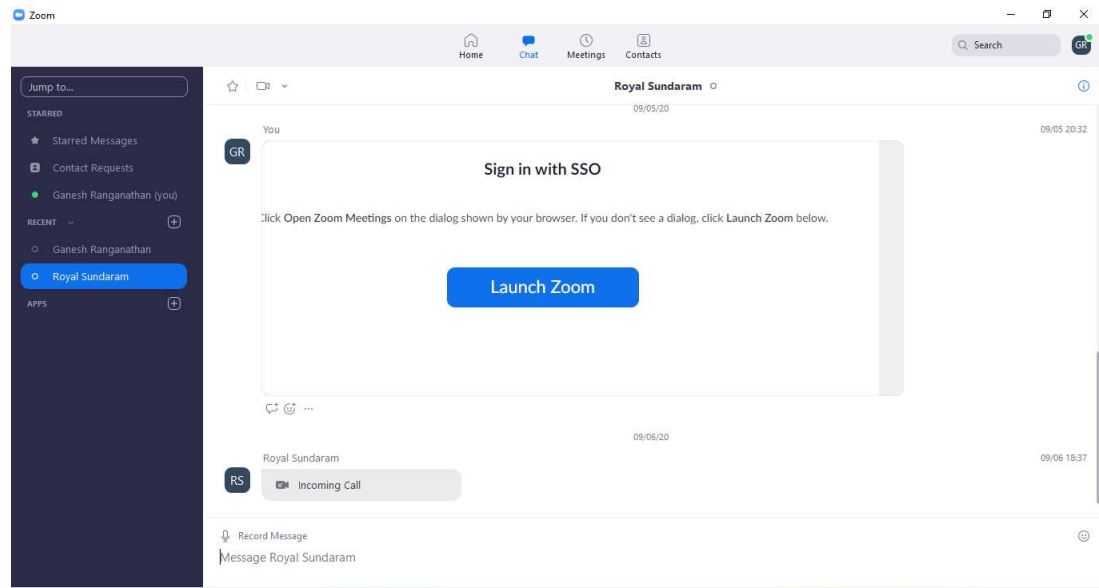 Zoom
Home
Chat
Meetings
Contacts
Search
GR
Jump to...
STARRED
Starred Messages
Contact Requests
Ganesh Ranganathan (you)
RECENT
Ganesh Ranganathan
Royal Sundaram
APPS
Royal Sundaram
09/05/20
You
09/05 20:32
GR
Sign in with SSO
Click Open Zoom Meetings on the dialog shown by your browser. If you don't see a dialog, click Launch Zoom below.
Launch Zoom
09/06/20
Royal Sundaram
09/06 18:37
RS
Incoming Call
Record Message
Message Royal Sundaram